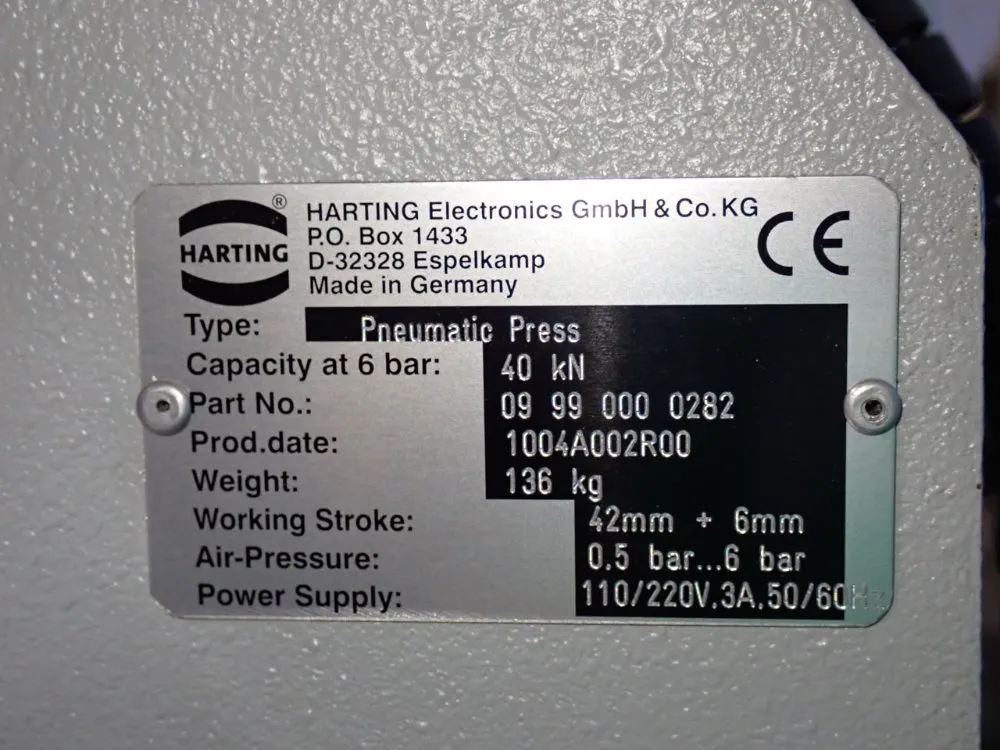 HARTING®
HARTING Electronics GmbH & Co. KG
P.O. Box 1433
D-32328 Espelkamp
Made in Germany
CE
Type: Pneumatic Press
Capacity at 6 bar: 40 kN
Part No.: 09 99 000 0282
Prod.date: 1004A002R00
Weight: 136 kg
Working Stroke: 42mm + 6mm
Air-Pressure: 0.5 bar...6 bar
Power Supply: 110/220V.3A.50/60Hz